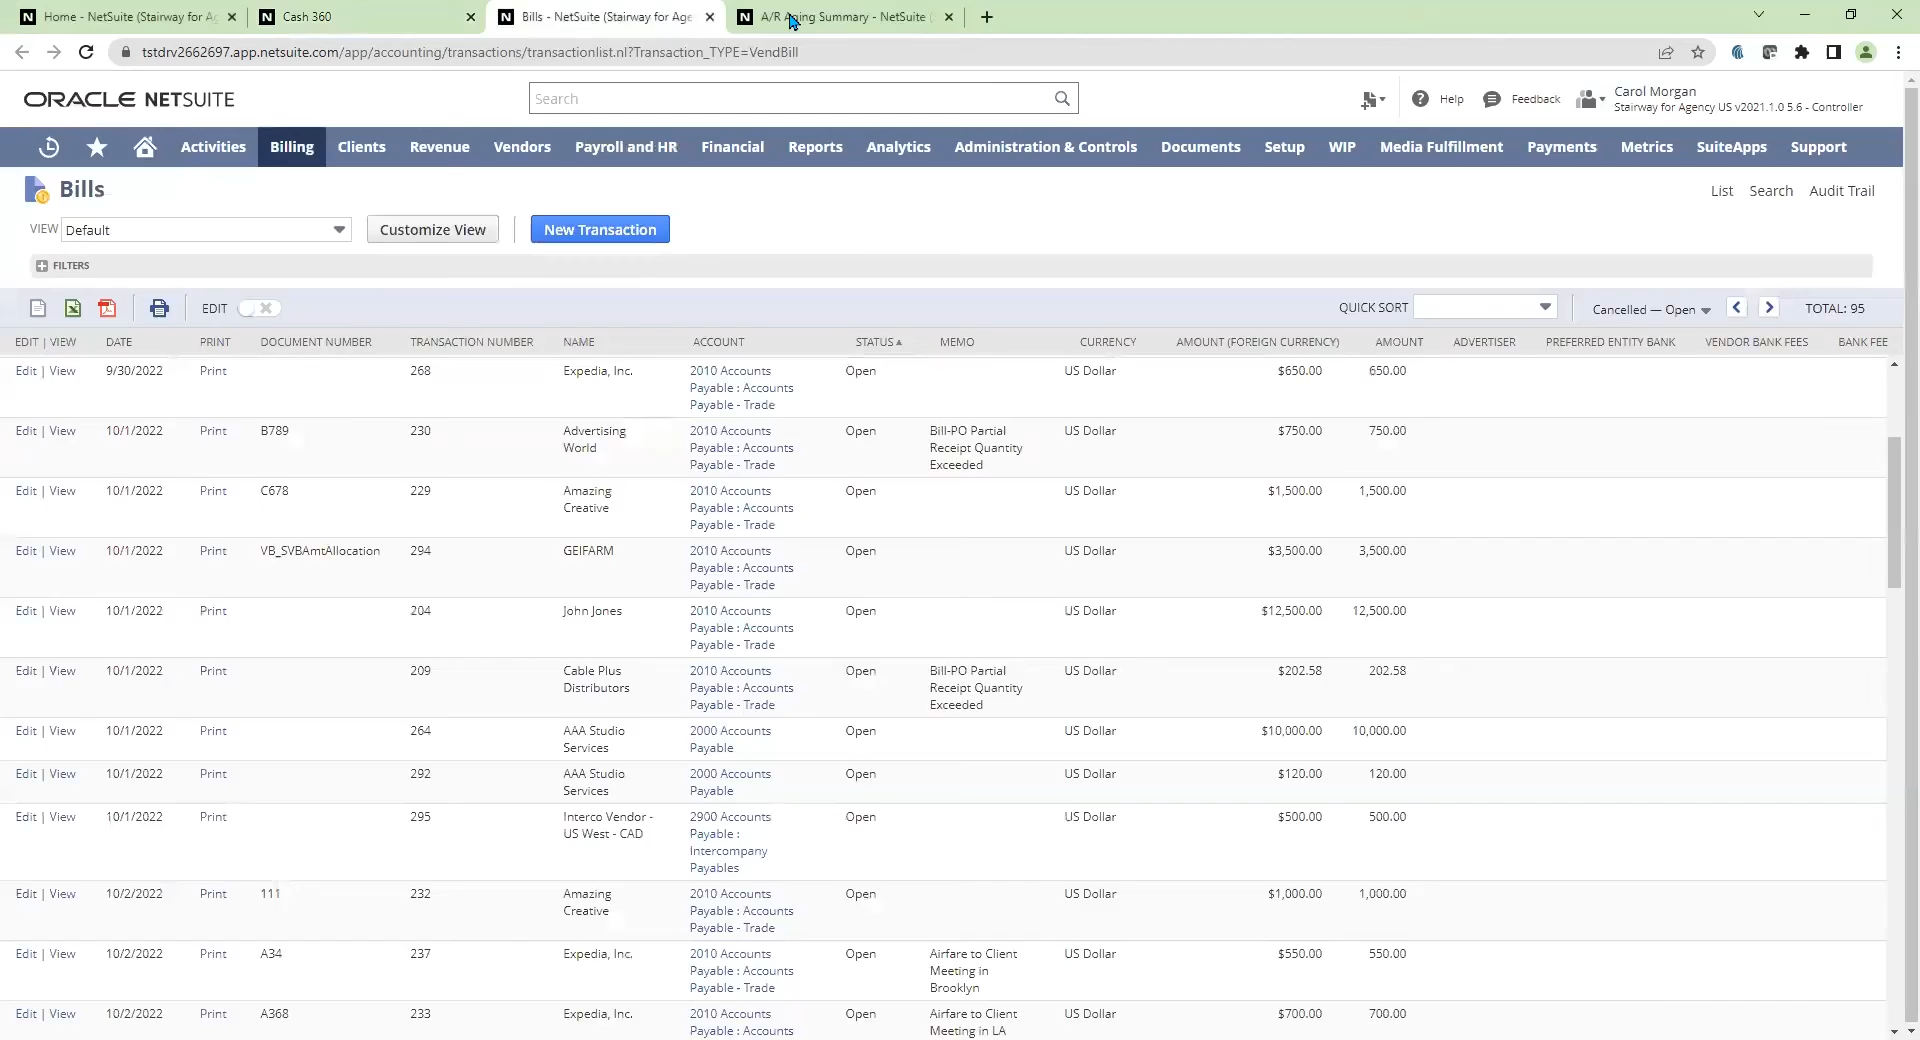 Home - NetSuite (Stairway for Ag
Cash 360
Bills - NetSuite (Stairway for Age
A/R Aging Summary - NetSuite (
tstdrv2662697.app.netsuite.com/app/accounting/transactions/transactionlist.nl?Transaction_TYPE=VendBill
ORACLE NETSUITE
Search
Help
Feedback
Carol Morgan
Stairway for Agency US v2021.1.0 5.6 - Controller
Activities Billing Clients Revenue Vendors Payroll and HR Financial Reports Analytics Administration & Controls Documents Setup WIP Media Fulfillment Payments Metrics SuiteApps Support
Bills
List Search Audit Trail
VIEW Default Customize View New Transaction
FILTERS
EDIT QUICK SORT Cancelled — Open TOTAL: 95
EDIT | VIEW DATE PRINT DOCUMENT NUMBER TRANSACTION NUMBER NAME ACCOUNT STATUS MEMO CURRENCY AMOUNT (FOREIGN CURRENCY) AMOUNT ADVERTISER PREFERRED ENTITY BANK VENDOR BANK FEES BANK FEE
Edit | View 9/30/2022 Print 268 Expedia, Inc. 2010 Accounts Open US Dollar $650.00 650.00
Payable : Accounts
Payable - Trade
Edit | View 10/1/2022 Print B789 230 Advertising 2010 Accounts Open Bill-PO Partial US Dollar $750.00 750.00
World Payable : Accounts Receipt Quantity
Payable - Trade Exceeded
Edit | View 10/1/2022 Print C678 229 Amazing 2010 Accounts Open US Dollar $1,500.00 1,500.00
Creative Payable : Accounts
Payable - Trade
Edit | View 10/1/2022 Print VB_SVBAmtAllocation 294 GEIFARM 2010 Accounts Open US Dollar $3,500.00 3,500.00
Payable : Accounts
Payable - Trade
Edit | View 10/1/2022 Print 204 John Jones 2010 Accounts Open US Dollar $12,500.00 12,500.00
Payable : Accounts
Payable - Trade
Edit | View 10/1/2022 Print 209 Cable Plus 2010 Accounts Open Bill-PO Partial US Dollar $202.58 202.58
Distributors Payable : Accounts Receipt Quantity
Payable - Trade Exceeded
Edit | View 10/1/2022 Print 264 AAA Studio 2000 Accounts Open US Dollar $10,000.00 10,000.00
Services Payable
Edit | View 10/1/2022 Print 292 AAA Studio 2000 Accounts Open US Dollar $120.00 120.00
Services Payable
Edit | View 10/1/2022 Print 295 Interco Vendor - 2900 Accounts Open US Dollar $500.00 500.00
US West - CAD Payable :
Intercompany
Payables
Edit | View 10/2/2022 Print 111 232 Amazing 2010 Accounts Open US Dollar $1,000.00 1,000.00
Creative Payable : Accounts
Payable - Trade
Edit | View 10/2/2022 Print A34 237 Expedia, Inc. 2010 Accounts Open Airfare to Client US Dollar $550.00 550.00
Payable : Accounts Meeting in
Payable - Trade Brooklyn
Edit | View 10/2/2022 Print A368 233 Expedia, Inc. 2010 Accounts Open Airfare to Client US Dollar $700.00 700.00
Payable : Accounts Meeting in LA